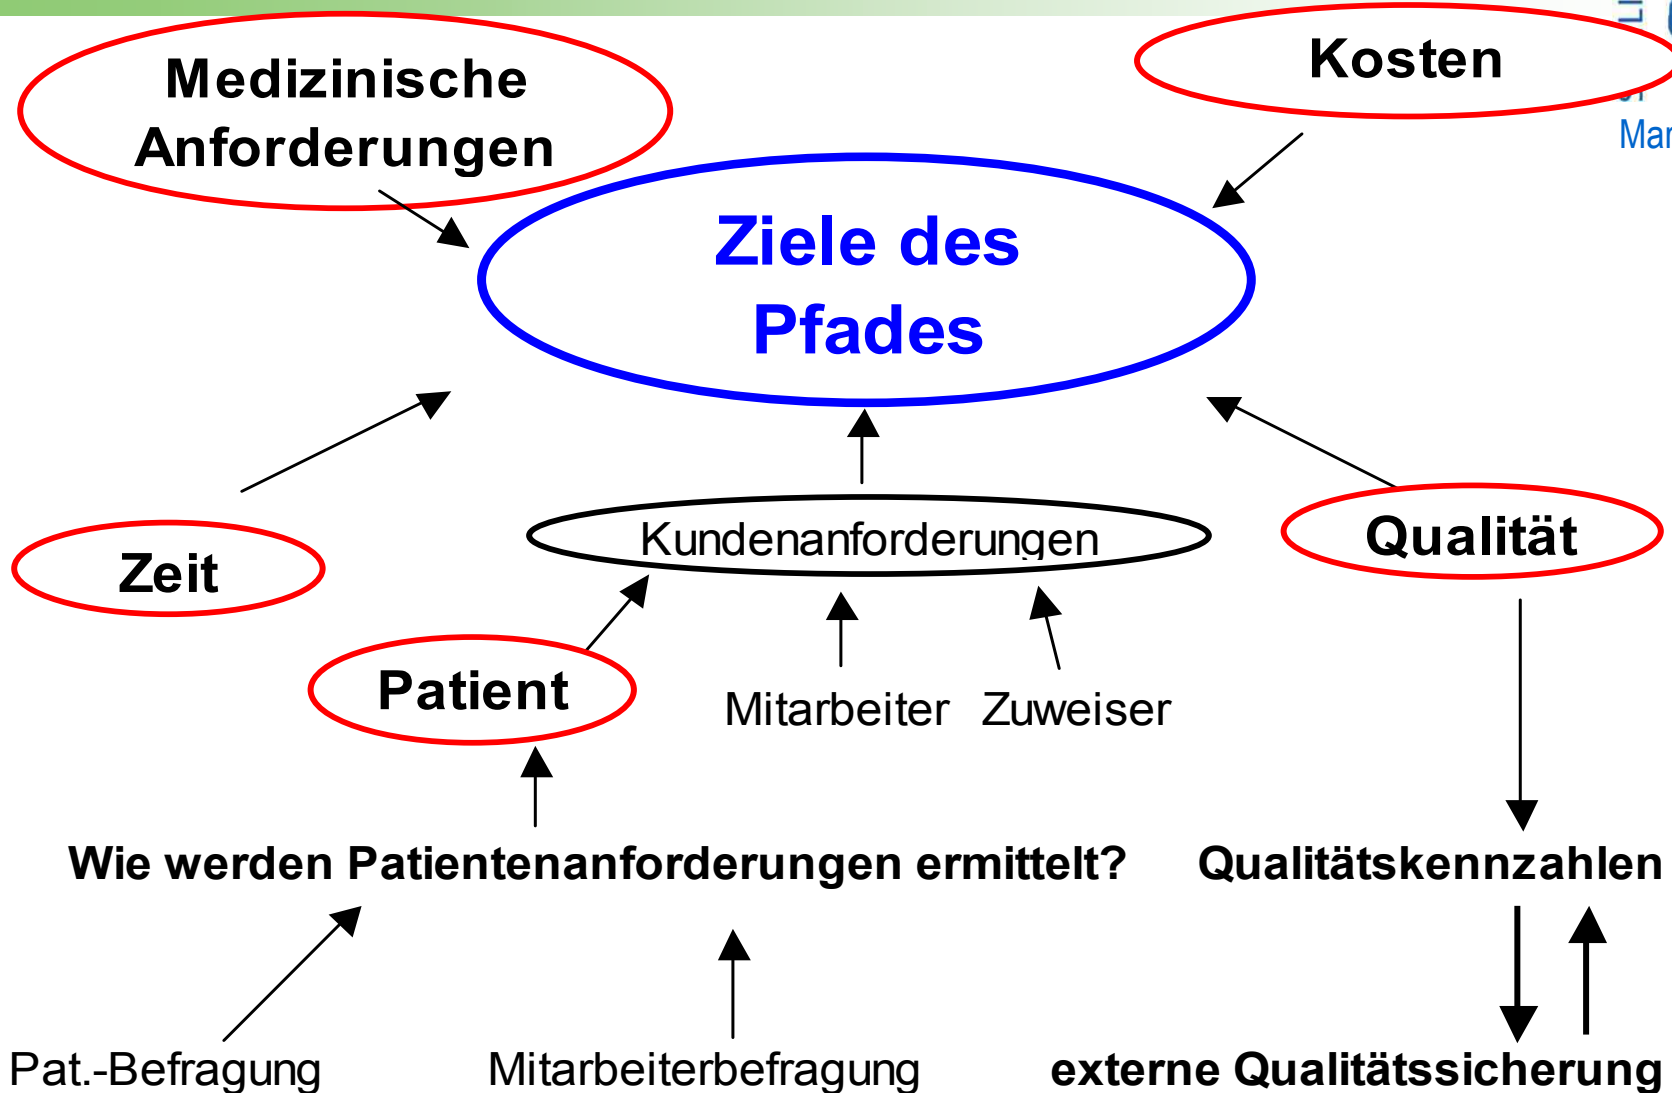 Medizinische
Anforderungen
Kosten
Mar
Ziele des
Pfades
Zeit
Kundenanforderungen
Qualität
Patient
Mitarbeiter
Zuweiser
Wie werden Patientenanforderungen ermittelt?
Qualitätskennzahlen
Pat.-Befragung
Mitarbeiterbefragung
externe Qualitätssicherung